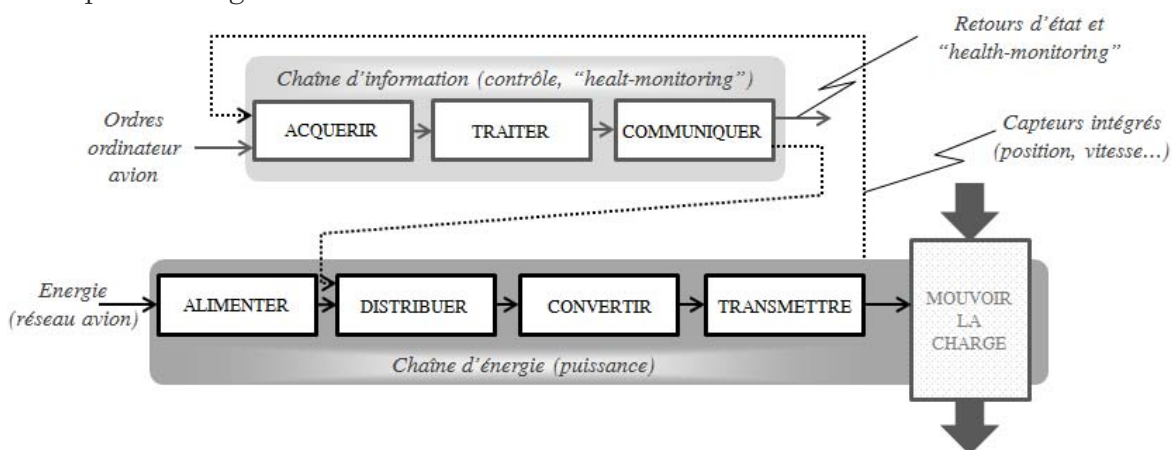 Retours d'état et
"health-monitoring"
Chaîne d'information (contrôle, "healt-monitoring")
Ordres
ordinateur
avion
ACQUERIR
TRAITER
COMMUNIQUER
Capteurs intégrés
(position, vitesse...)
Energie
(réseau avion)
ALIMENTER
DISTRIBUER
CONVERTIR
TRANSMETTRE
MOUVOIR
LA
CHARGE
Chaîne d'énergie (puissance)